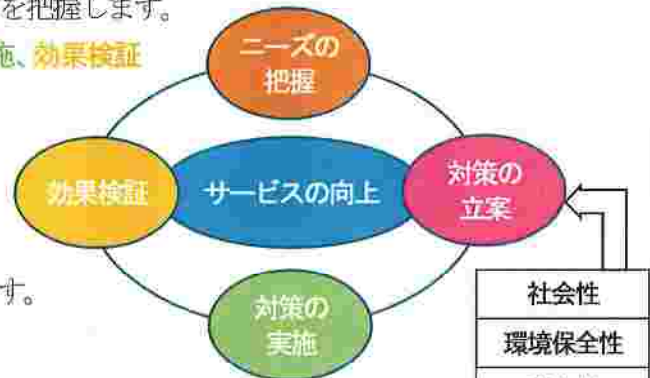 を把握します。
施、効果検証
ニーズの
把握
効果検証
サービスの向上
対策の
立案
す。
対策の
実施
社会性
環境保全性